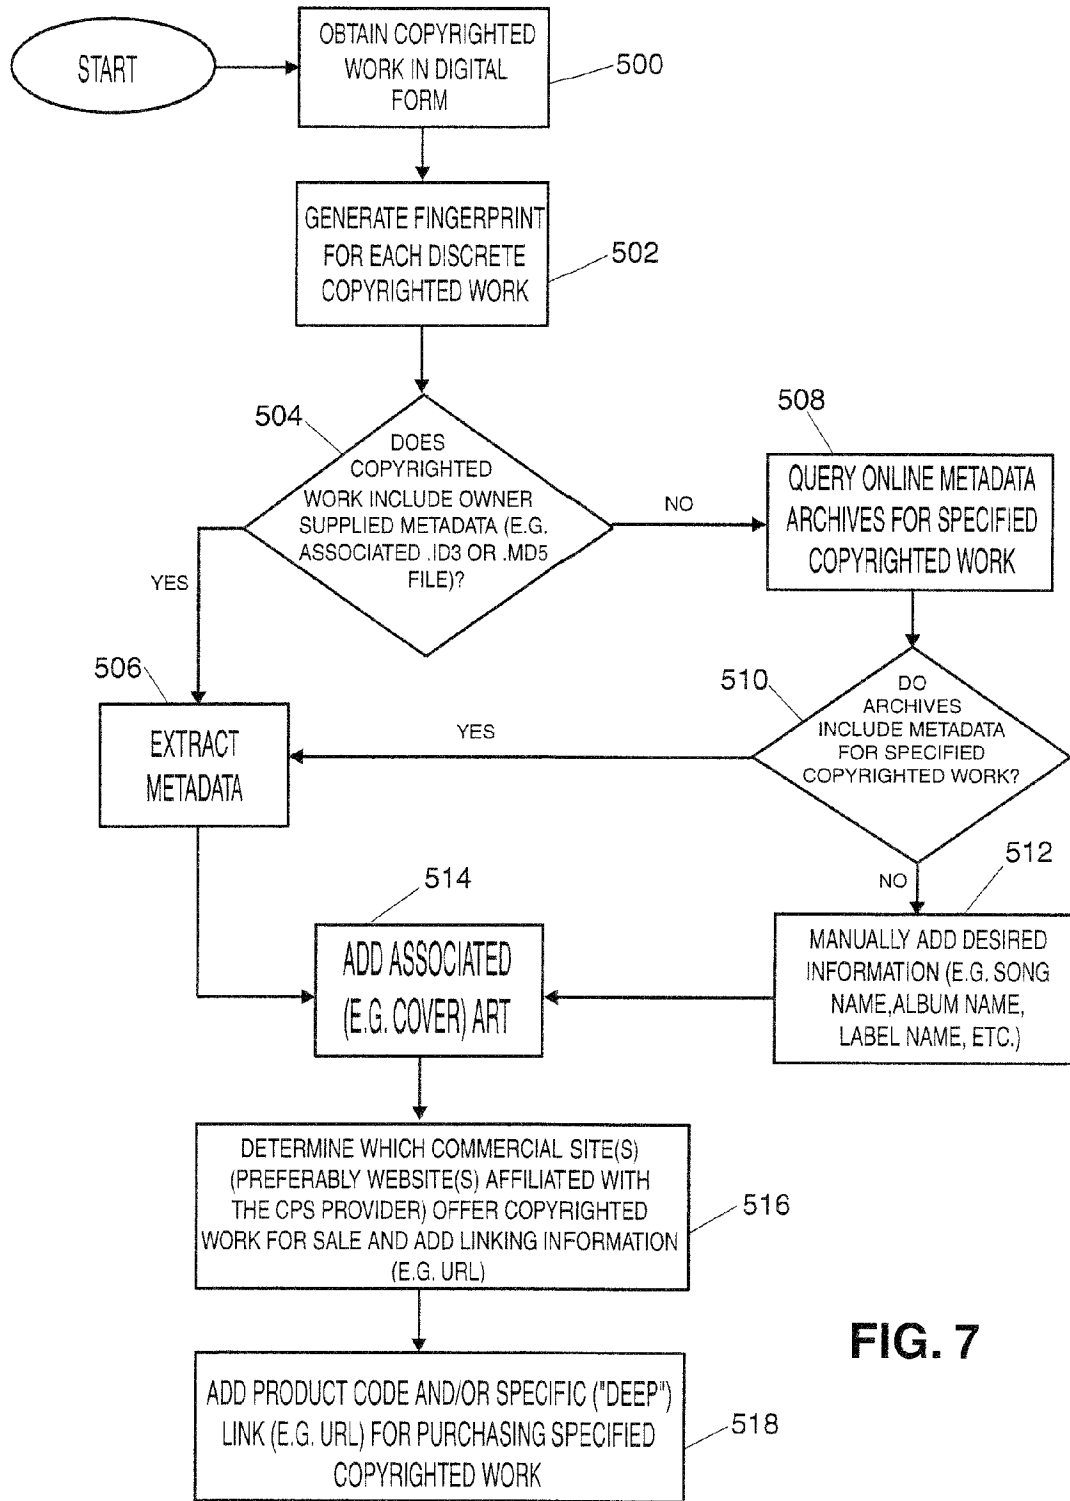 START
OBTAIN COPYRIGHTED
WORK IN DIGITAL
FORM
500
GENERATE FINGERPRINT
FOR EACH DISCRETE
COPYRIGHTED WORK
502
504
DOES
COPYRIGHTED
WORK INCLUDE OWNER
SUPPLIED METADATA (E.G.
ASSOCIATED .ID3 OR .MD5
FILE)?
NO
YES
508
QUERY ONLINE METADATA
ARCHIVES FOR SPECIFIED
COPYRIGHTED WORK
506
EXTRACT
METADATA
510
DO
ARCHIVES
INCLUDE METADATA
FOR SPECIFIED
COPYRIGHTED WORK?
YES
NO
512
MANUALLY ADD DESIRED
INFORMATION (E.G. SONG
NAME,ALBUM NAME,
LABEL NAME, ETC.)
514
ADD ASSOCIATED
(E.G. COVER) ART
DETERMINE WHICH COMMERCIAL SITE(S)
(PREFERABLY WEBSITE(S) AFFILIATED WITH
THE CPS PROVIDER) OFFER COPYRIGHTED
WORK FOR SALE AND ADD LINKING INFORMATION
(E.G. URL)
516
ADD PRODUCT CODE AND/OR SPECIFIC ("DEEP")
LINK (E.G. URL) FOR PURCHASING SPECIFIED
COPYRIGHTED WORK
518
FIG. 7